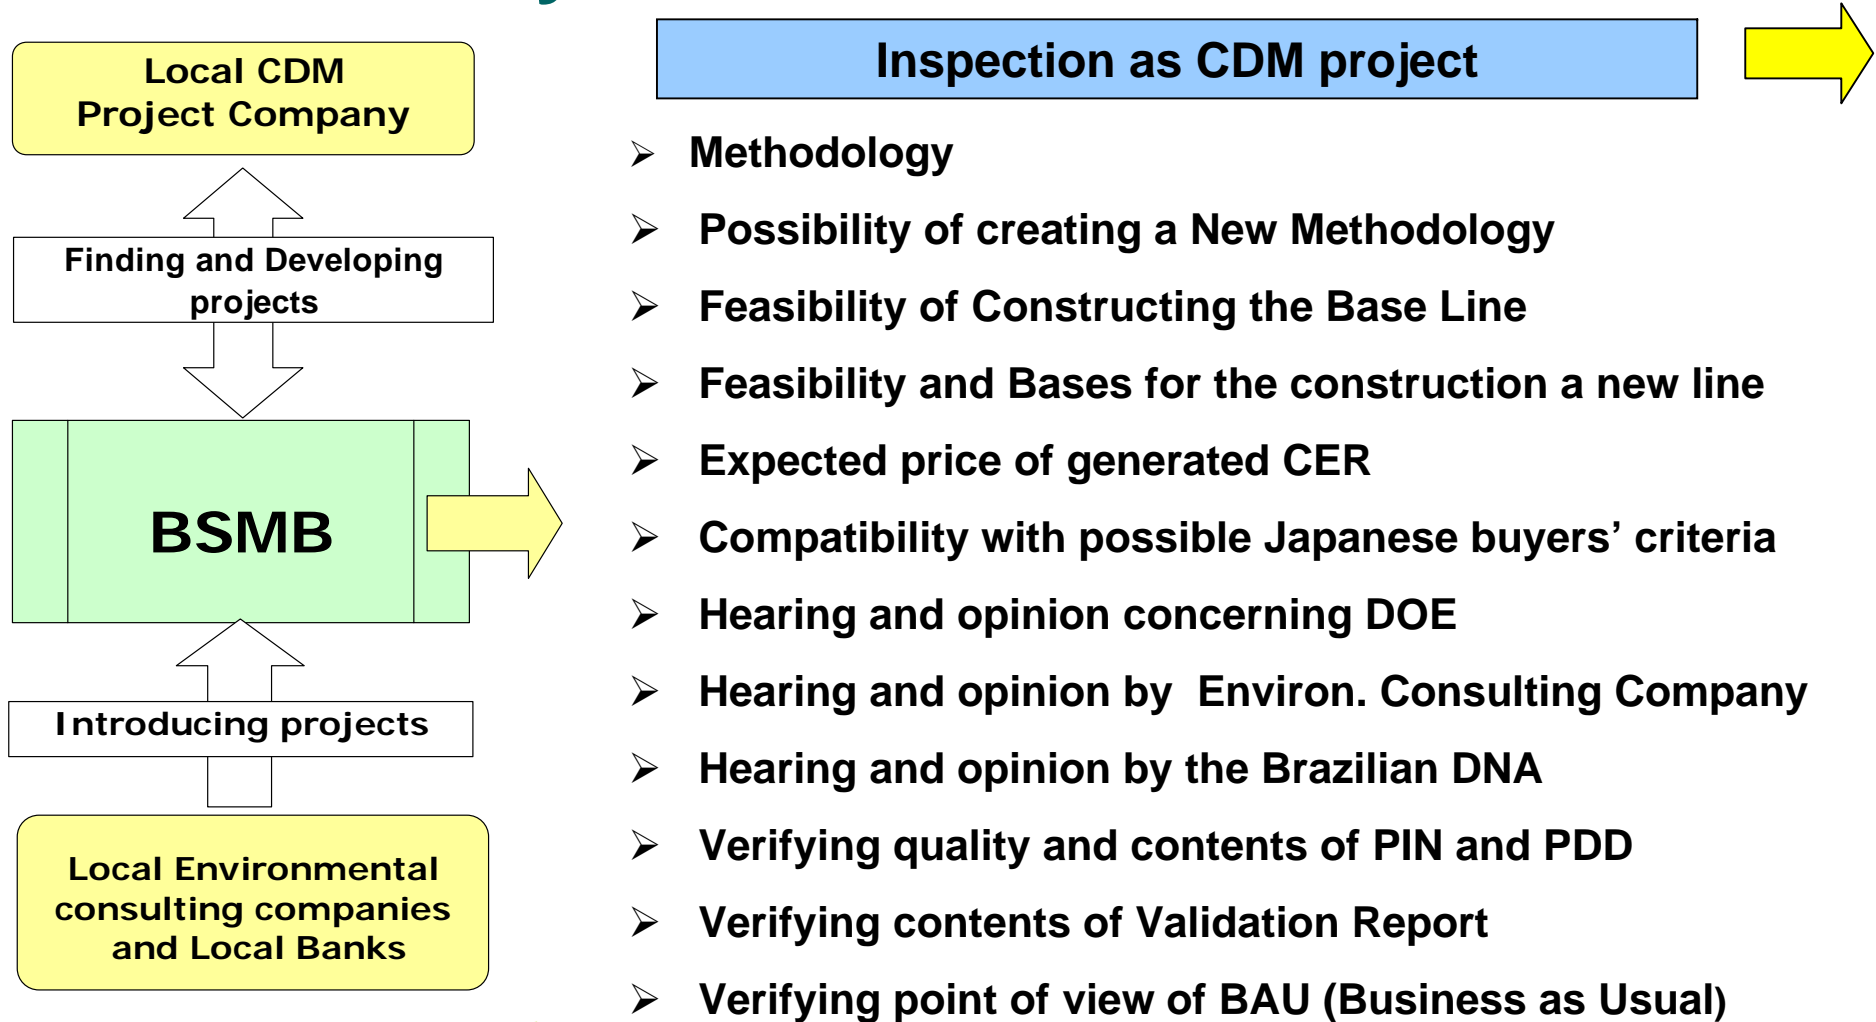 Local CDM
Project Company
Finding and Developing
projects
BSMB
Introducing projects
Local Environmental
consulting companies
and Local Banks
Inspection as CDM project
➢ Methodology
➢ Possibility of creating a New Methodology
➢ Feasibility of Constructing the Base Line
➢ Feasibility and Bases for the construction a new line
➢ Expected price of generated CER
➢ Compatibility with possible Japanese buyers’ criteria
➢ Hearing and opinion concerning DOE
➢ Hearing and opinion by Environ. Consulting Company
➢ Hearing and opinion by the Brazilian DNA
➢ Verifying quality and contents of PIN and PDD
➢ Verifying contents of Validation Report
➢ Verifying point of view of BAU (Business as Usual)